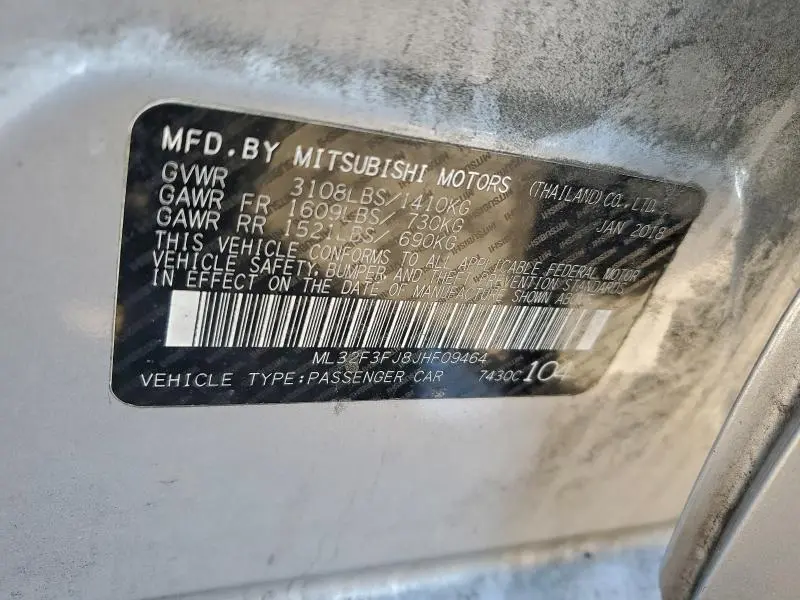 MFD.BY MITSUBISHI MOTORS (THAILAND) CO., LTD.
GVWR 3108LBS/1410KG JAN 2018
GAWR FR 1609LBS/730KG
GAWR RR 1521LBS/690KG
THIS VEHICLE CONFORMS TO ALL APPLICABLE FEDERAL MOTOR
VEHICLE SAFETY, BUMPER AND THEFT PREVENTION STANDARDS
IN EFFECT ON THE DATE OF MANUFACTURE SHOWN ABOVE
ML32F3FJ8JHF09464
VEHICLE TYPE:PASSENGER CAR 7430C 104